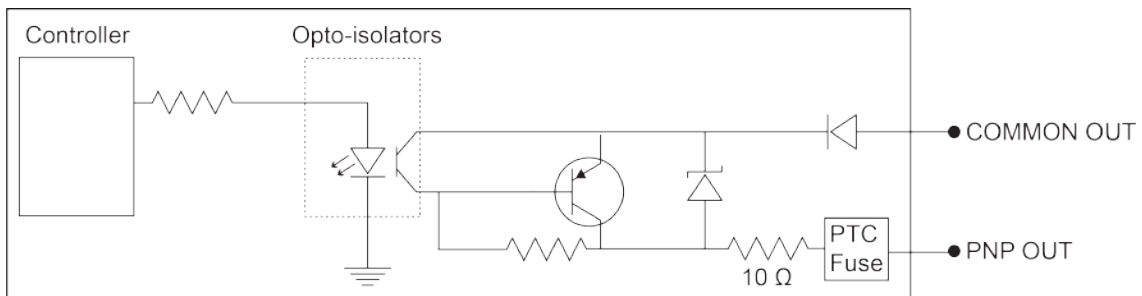 Controller
Opto-isolators
COMMON OUT
PTC
Fuse
PNP OUT
10 Ω